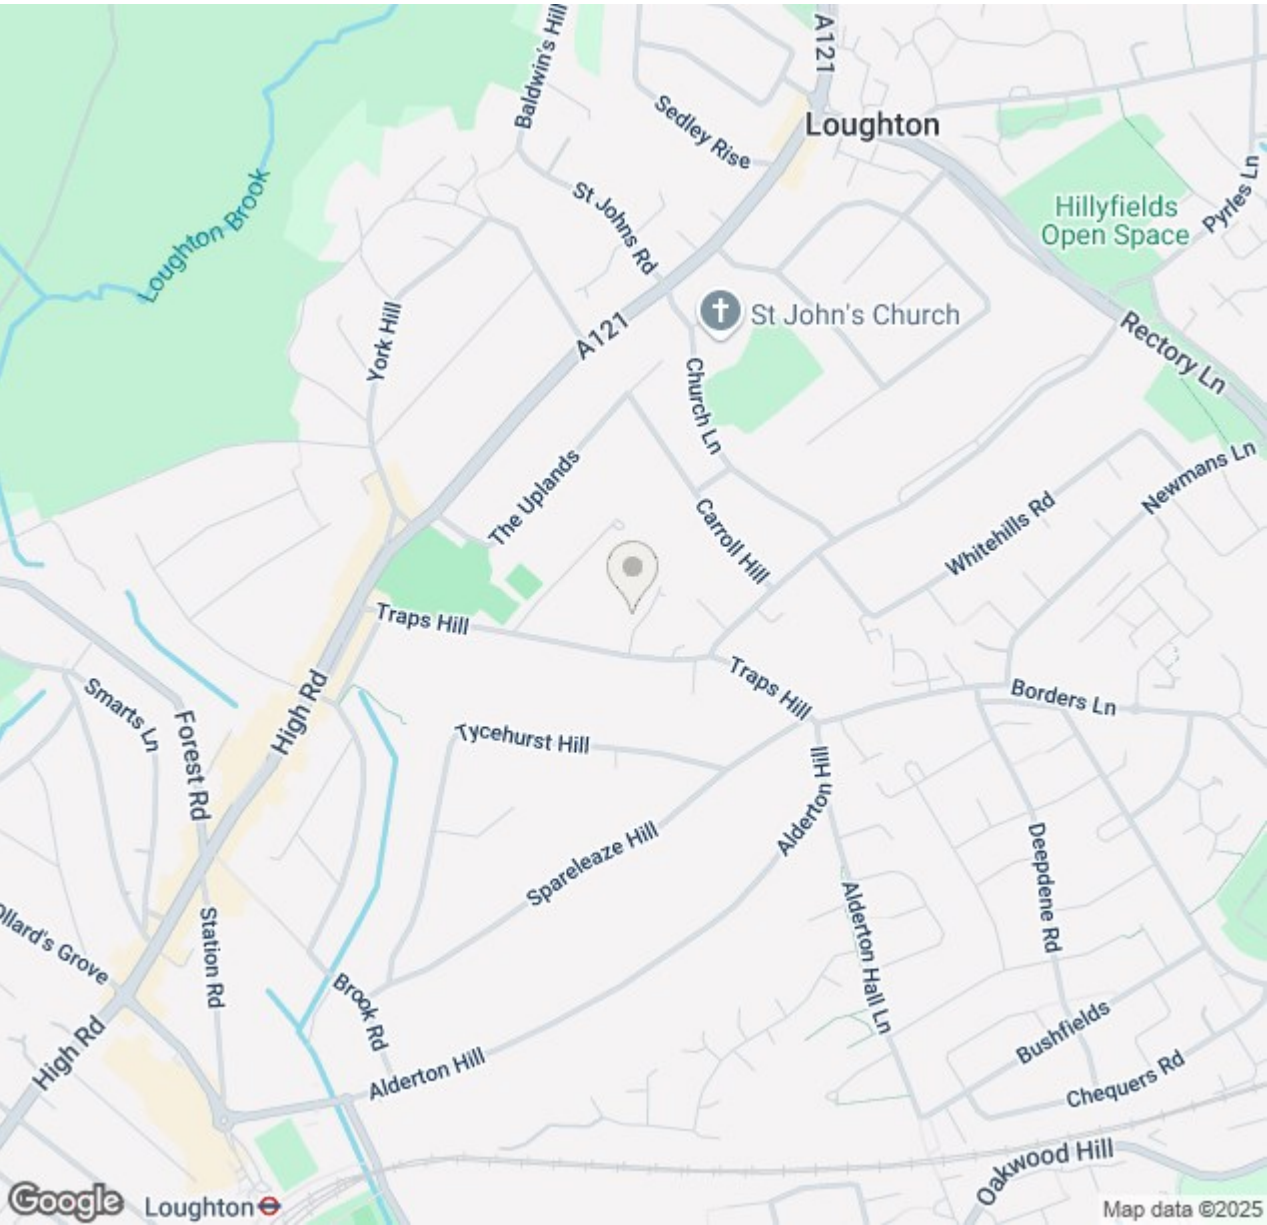 Baldwin's Hill
A121
Sedley Rise
Loughton
Loughton Brook
St Johns Rd
Hillyfields
Open Space
Pyrles Ln
York Hill
A121
St John's Church
Rectory Ln
Church Ln
The Uplands
Carroll Hill
Whitehills Rd
Newmans Ln
Traps Hill
High Rd
Smarts Ln
Forest Rd
Traps Hill
Borders Ln
Tycehurst Hill
Alderton Hill
Spareleaze Hill
Deepdene Rd
Alderton Hall Ln
ollard's Grove
Station Rd
Brook Rd
High Rd
Alderton Hill
Bushfields
Chequers Rd
Oakwood Hill
Google
Loughton
Map data ©2025